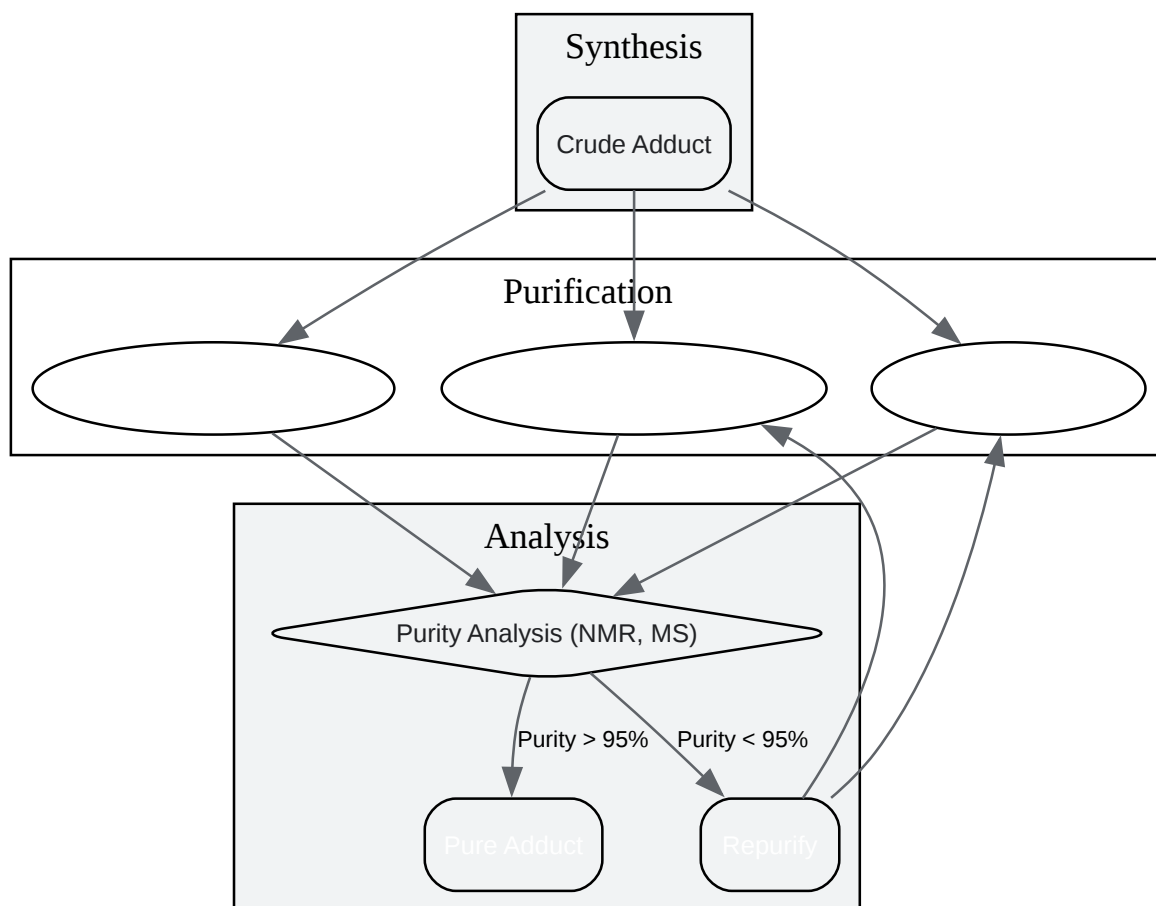 Synthesis
Crude Adduct
Purification
Analysis
Purity Analysis (NMR, MS)
Purity > 95%
Purity < 95%
Pure Adduct
Repurify